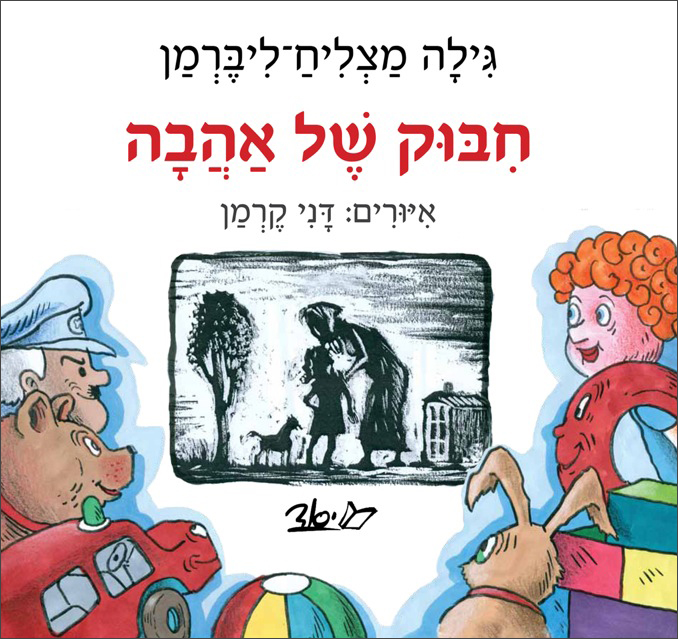 גִּילָה מַצְלִיחַ־לִיבֶּרְמַן
חִבּוּק שֶׁל אַהֲבָה
אִיּוּרִים: דָּנִי קֶרְמַן